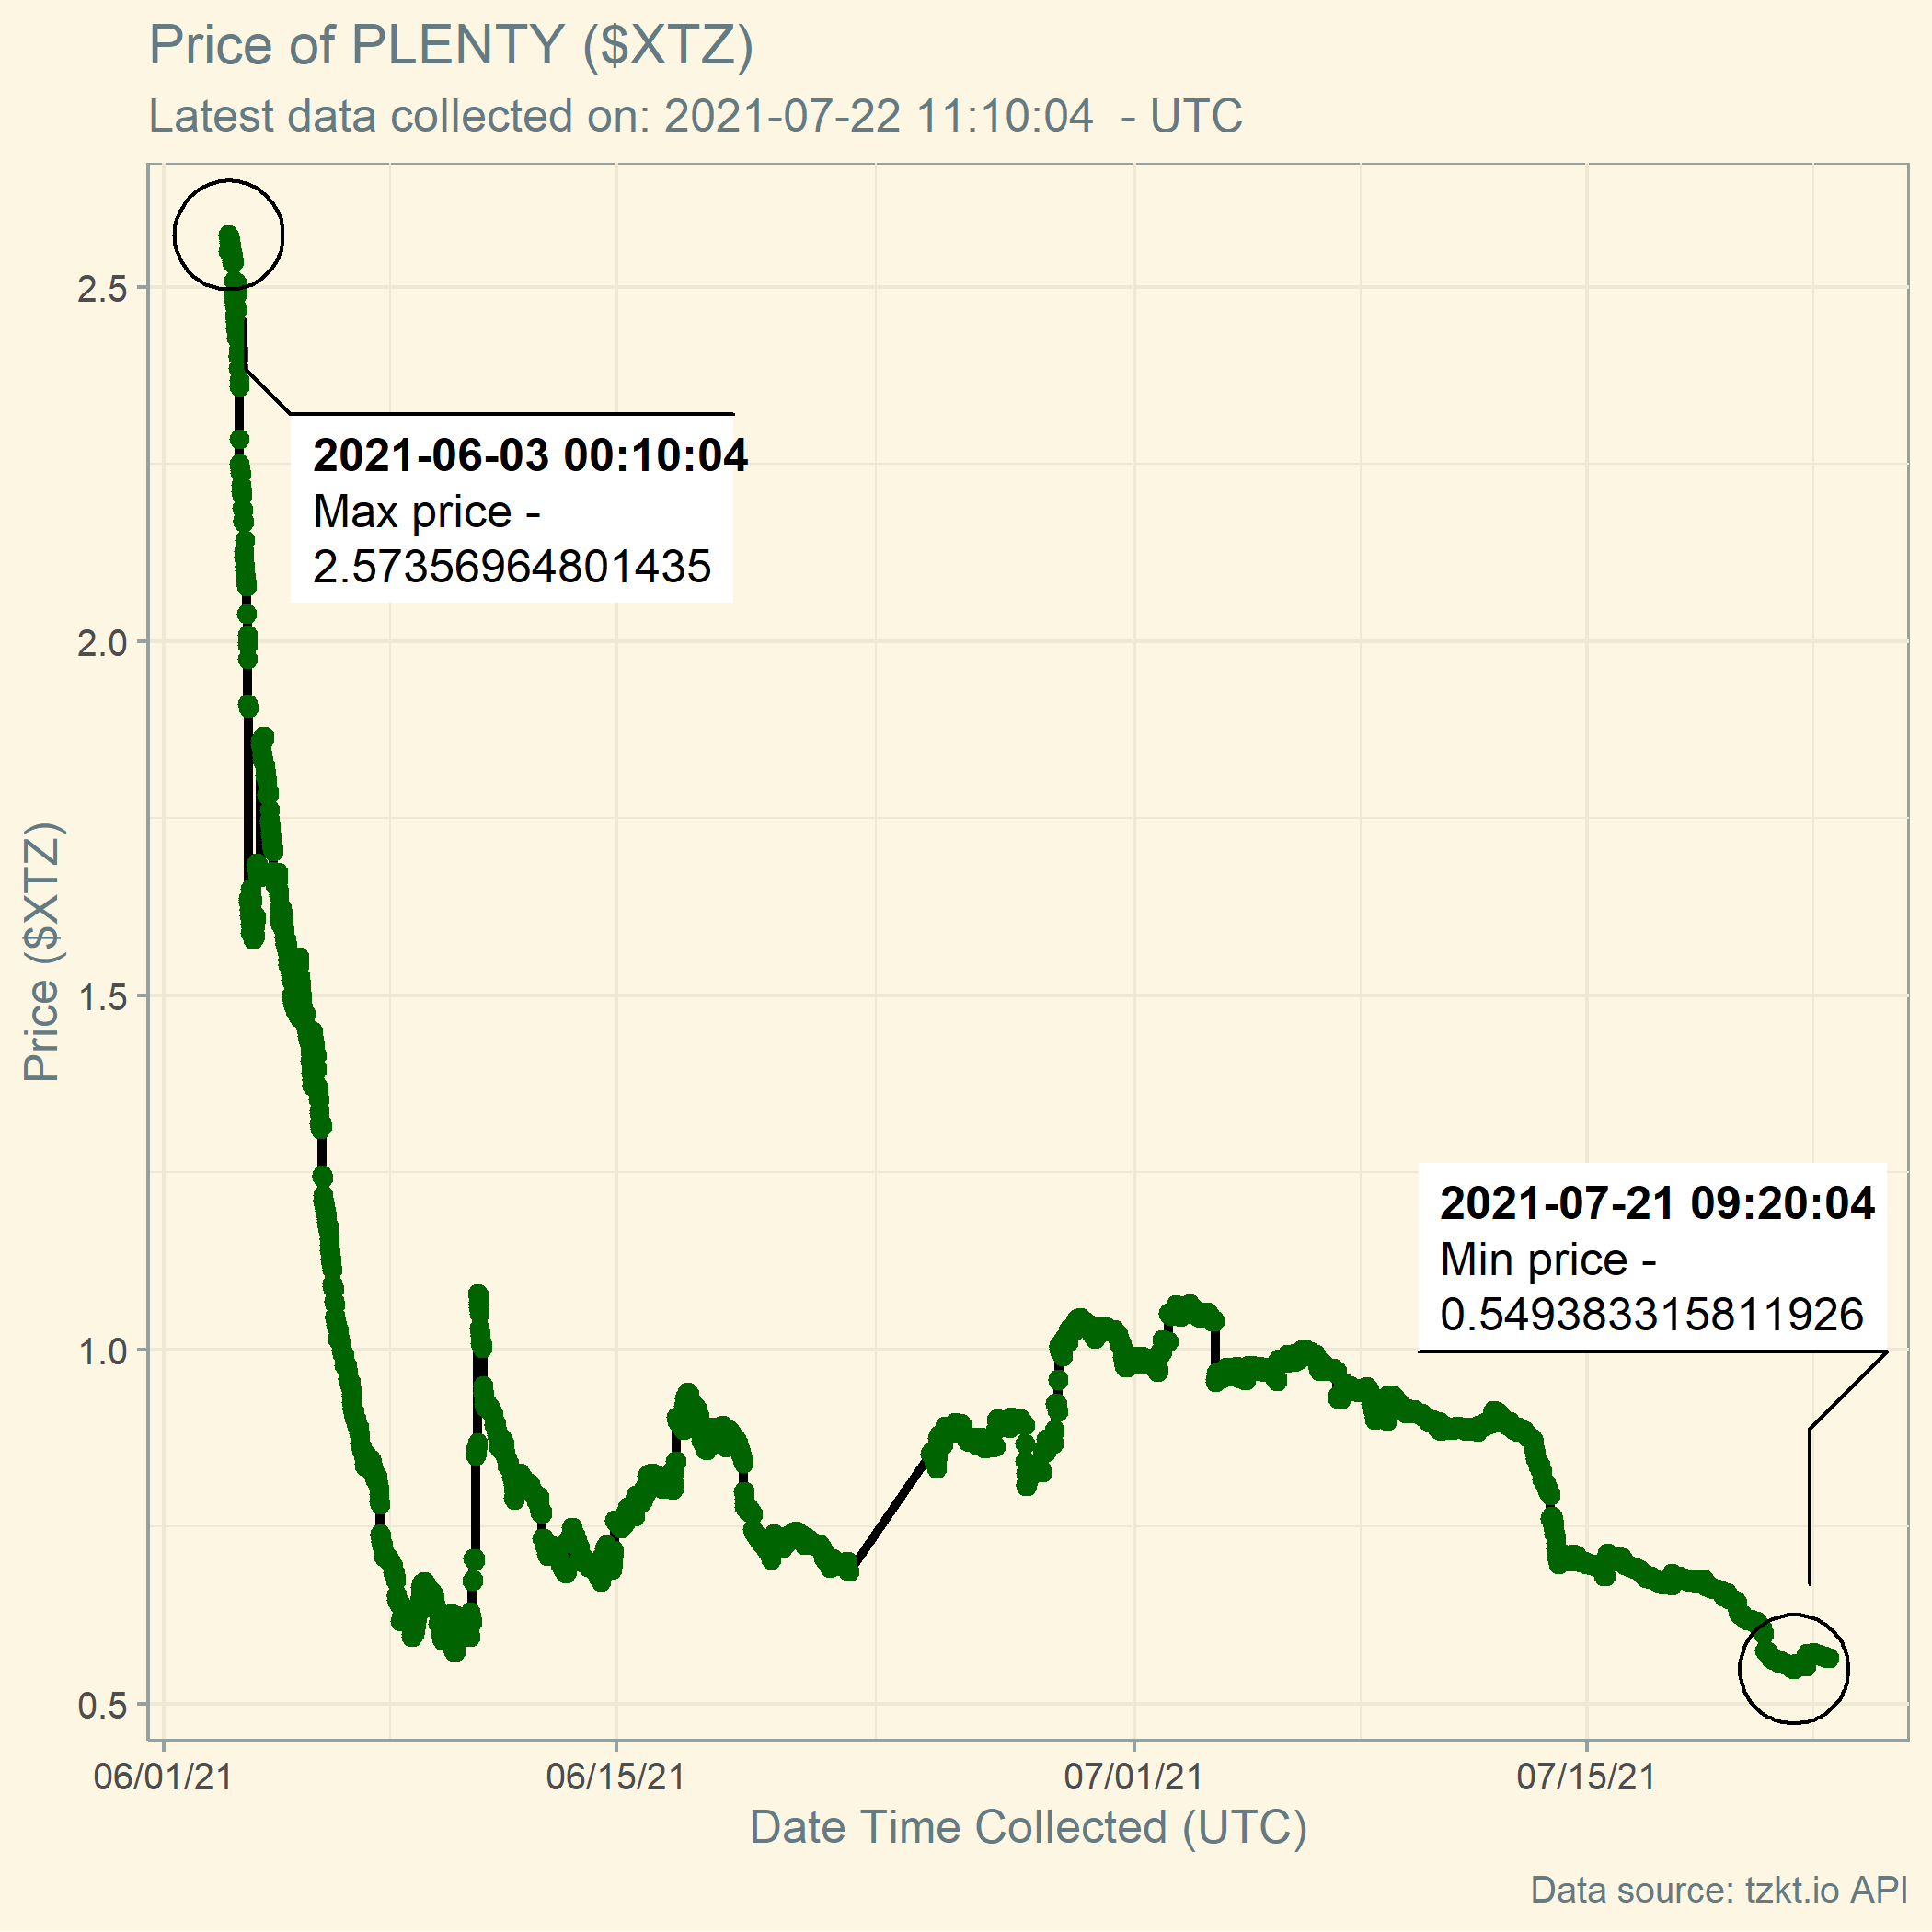 Price of PLENTY ($XTZ)
Latest data collected on: 2021-07-22 11:10:04  - UTC
2.5
2021-06-03 00:10:04
Max price -
2.57356964801435
2.0
Price ($XTZ)
1.5
2021-07-21 09:20:04
Min price -
0.549383315811926
1.0
0.5
06/01/21
06/15/21
07/01/21
07/15/21
Date Time Collected (UTC)
Data source: tzkt.io API